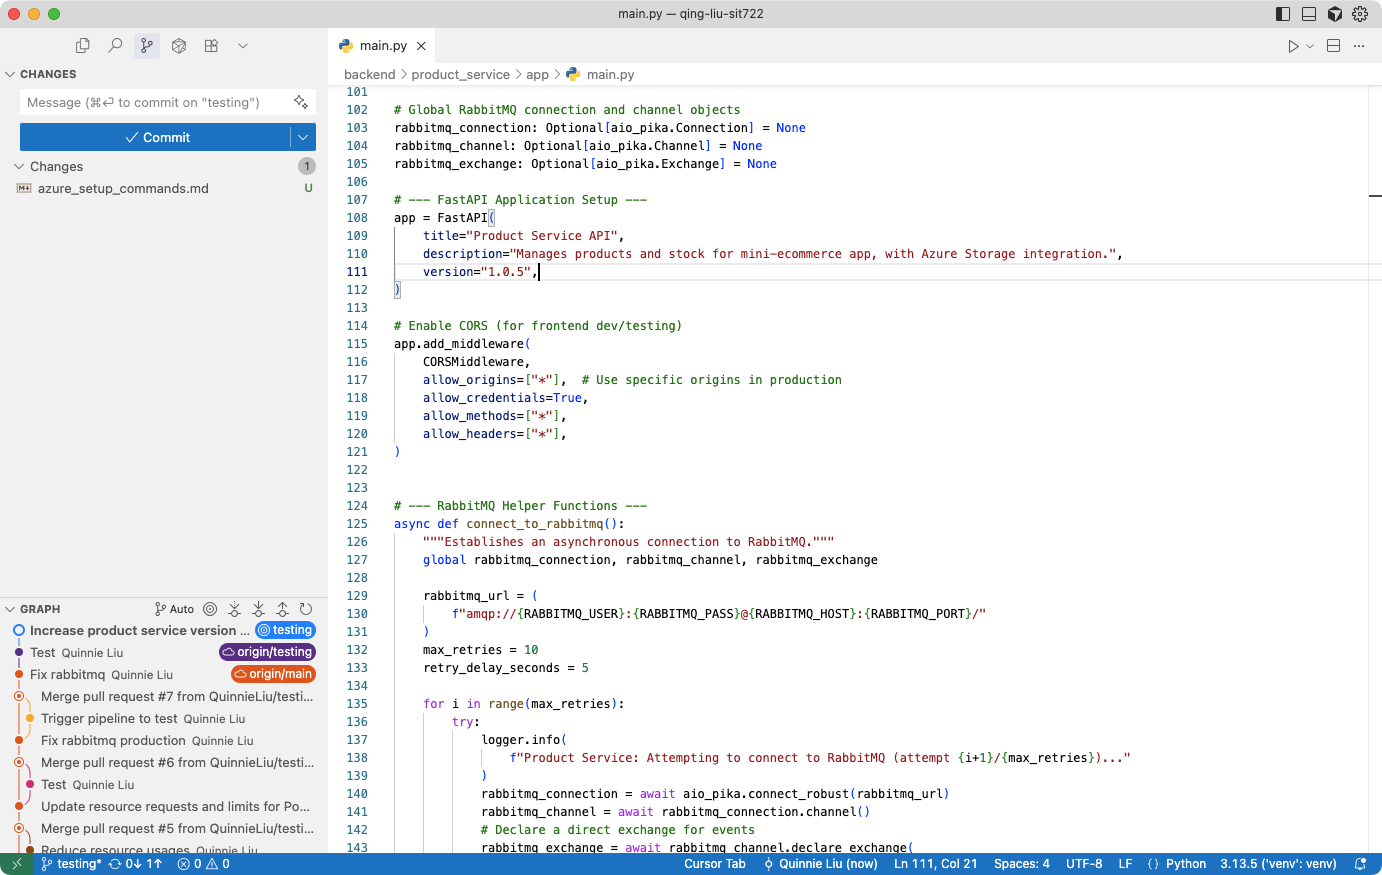 main.py — qing-liu-sit722
CHANGES
Message (⌘⏎ to commit on "testing")
Commit
Changes
1
azure_setup_commands.md
U
GRAPH
Auto
Increase product service version ...
testing
Test Quinnie Liu
origin/testing
Fix rabbitmq Quinnie Liu
origin/main
Merge pull request #7 from QuinnieLiu/testi...
Trigger pipeline to test Quinnie Liu
Fix rabbitmq production Quinnie Liu
Merge pull request #6 from QuinnieLiu/testi...
Test Quinnie Liu
Update resource requests and limits for Po...
Merge pull request #5 from QuinnieLiu/testi...
Reduce resource usages Quinnie Liu
main.py
backend > product_service > app > main.py
101
102 # Global RabbitMQ connection and channel objects
103 rabbitmq_connection: Optional[aio_pika.Connection] = None
104 rabbitmq_channel: Optional[aio_pika.Channel] = None
105 rabbitmq_exchange: Optional[aio_pika.Exchange] = None
106
107 # --- FastAPI Application Setup ---
108 app = FastAPI(
109 title="Product Service API",
110 description="Manages products and stock for mini-ecommerce app, with Azure Storage integration.",
111 version="1.0.5",
112 )
113
114 # Enable CORS (for frontend dev/testing)
115 app.add_middleware(
116 CORSMiddleware,
117 allow_origins=["*"],  # Use specific origins in production
118 allow_credentials=True,
119 allow_methods=["*"],
120 allow_headers=["*"],
121 )
122
123
124 # --- RabbitMQ Helper Functions ---
125 async def connect_to_rabbitmq():
126 """Establishes an asynchronous connection to RabbitMQ."""
127 global rabbitmq_connection, rabbitmq_channel, rabbitmq_exchange
128
129 rabbitmq_url = (
130 f"amqp://{RABBITMQ_USER}:{RABBITMQ_PASS}@{RABBITMQ_HOST}:{RABBITMQ_PORT}/"
131 )
132 max_retries = 10
133 retry_delay_seconds = 5
134
135 for i in range(max_retries):
136 try:
137 logger.info(
138 f"Product Service: Attempting to connect to RabbitMQ (attempt {i+1}/{max_retries})..."
139 )
140 rabbitmq_connection = await aio_pika.connect_robust(rabbitmq_url)
141 rabbitmq_channel = await rabbitmq_connection.channel()
142 # Declare a direct exchange for events
143 rabbitmq_exchange = await rabbitmq_channel.declare_exchange(
testing* 0↓ 1↑ 0 0 Cursor Tab Quinnie Liu (now) Ln 111, Col 21 Spaces: 4 UTF-8 LF {} Python 3.13.5 ('venv': venv)